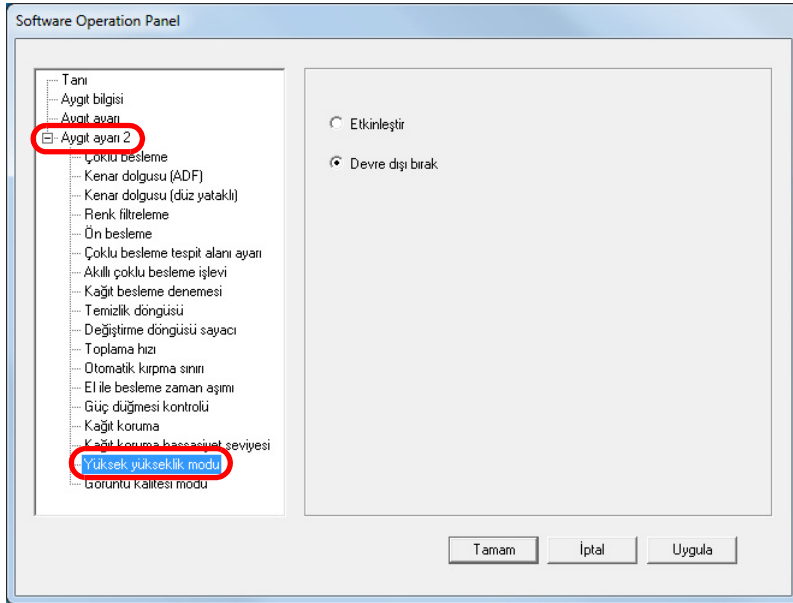 Software Operation Panel
Tanı
Aygıt bilgisi
Aygıt ayarı
Aygıt ayarı 2
Çoklu besleme
Kenar dolgusu (ADF)
Kenar dolgusu (düz yataklı)
Renk filtreleme
Ön besleme
Çoklu besleme tespit alanı ayarı
Akıllı çoklu besleme işlevi
Kağıt besleme denemesi
Temizlik döngüsü
Değiştirme döngüsü sayacı
Toplama hızı
Otomatik kırpma sınırı
El ile besleme zaman aşımı
Güç düğmesi kontrolü
Kağıt koruma
Kağıt koruma hassasiyet seviyesi
Yüksek yükseklik modu
Görüntü kalitesi modu
Etkinleştir
Devre dışı bırak
Tamam
İptal
Uygula